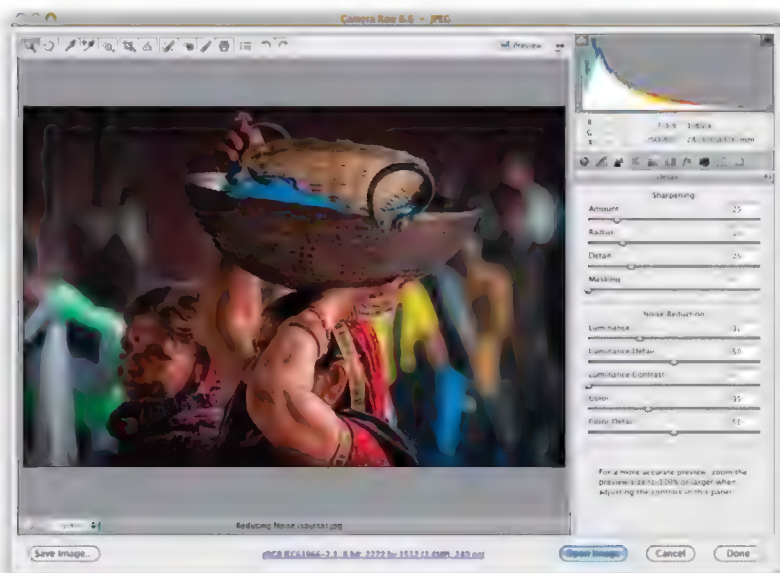 Camera Raw 6.6 - JPEG
Preview
Detail
Sharpening
Amount 25
Radius
Detail 25
Masking
Noise Reduction
Luminance
Luminance Detail 50
Luminance Contrast
Color
Color Detail 50
For a more accurate preview, zoom the
preview size to 100% or larger when
adjusting the controls in this panel.
Reducing Noise (source).jpg
Save Image...
Open Image
Cancel
Done